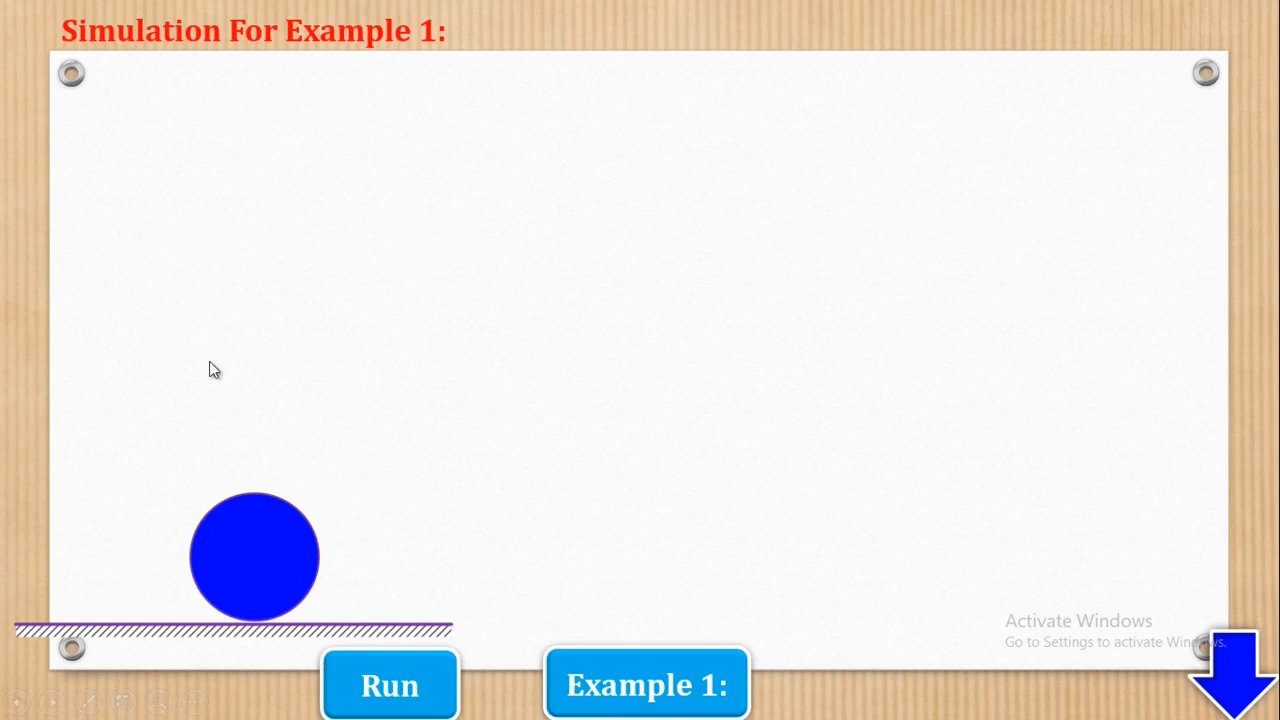 Simulation For Example 1:
Activate Windows
Go to Settings to activate Windows.
Run
Example 1: